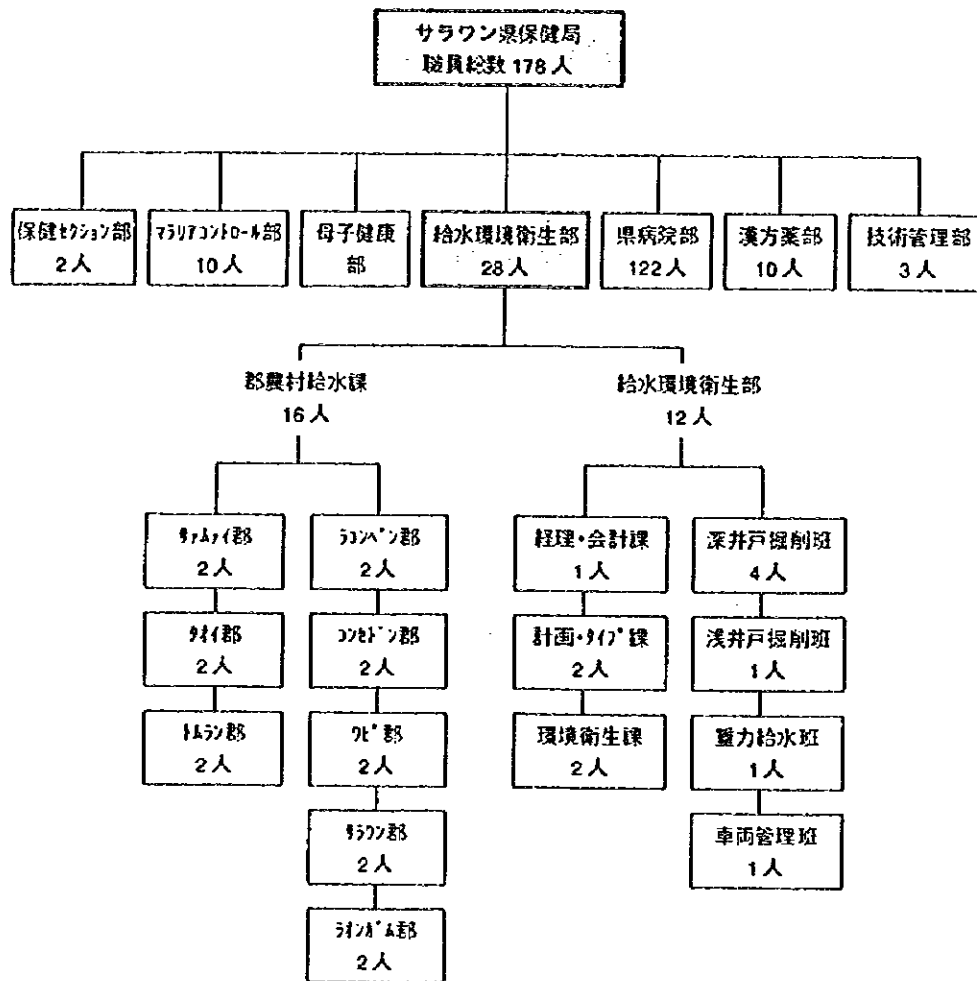 サラワン県保健局
職員総数 178 人
保健ｾｸｼｮﾝ部
2 人
ﾏﾗﾘｱｺﾝﾄﾛｰﾙ部
10 人
母子健康
部
給水環境衛生部
28 人
県病院部
122 人
漢方薬部
10 人
技術管理部
3 人
郡農村給水課
16 人
給水環境衛生部
12 人
ｻｧﾑｧｲ郡
2 人
ﾀｵｲ郡
2 人
ﾄﾑﾗﾝ郡
2 人
ﾗｺﾝﾍﾟﾝ郡
2 人
ｺﾝｾﾄﾞﾝ郡
2 人
ﾜﾋﾟ郡
2 人
ｻﾗﾜﾝ郡
2 人
ﾗｵﾝｶﾞﾑ郡
2 人
経理・会計課
1 人
計画・ﾀｲﾌﾟ課
2 人
環境衛生課
2 人
深井戸掘削班
4 人
浅井戸掘削班
1 人
重力給水班
1 人
車両管理班
1 人